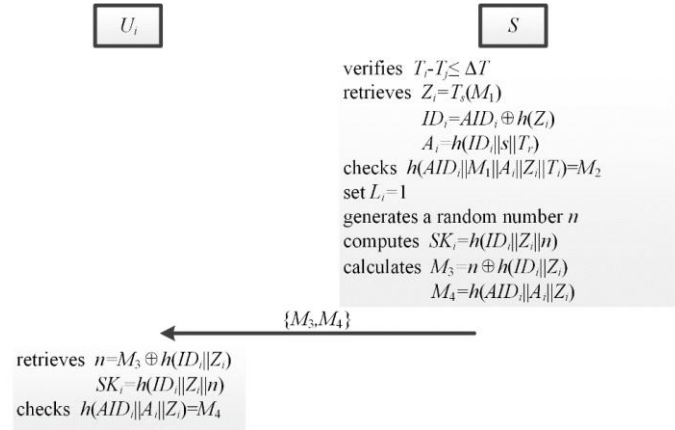 Uᵢ
S
verifies Tᵢ-Tⱼ≤ ΔT
retrieves Zᵢ=Tₛ(M₁)
IDᵢ=AIDᵢ⊕h(Zᵢ)
Aᵢ=h(IDᵢ||s||Tᵣ)
checks h(AIDᵢ||M₁||Aᵢ||Zᵢ||Tᵢ)=M₂
set Lᵢ=1
generates a random number n
computes SKᵢ=h(IDᵢ||Zᵢ||n)
calculates M₃=n⊕h(IDᵢ||Zᵢ)
M₄=h(AIDᵢ||Aᵢ||Zᵢ)
{M₃,M₄}
retrieves n=M₃⊕h(IDᵢ||Zᵢ)
SKᵢ=h(IDᵢ||Zᵢ||n)
checks h(AIDᵢ||Aᵢ||Zᵢ)=M₄